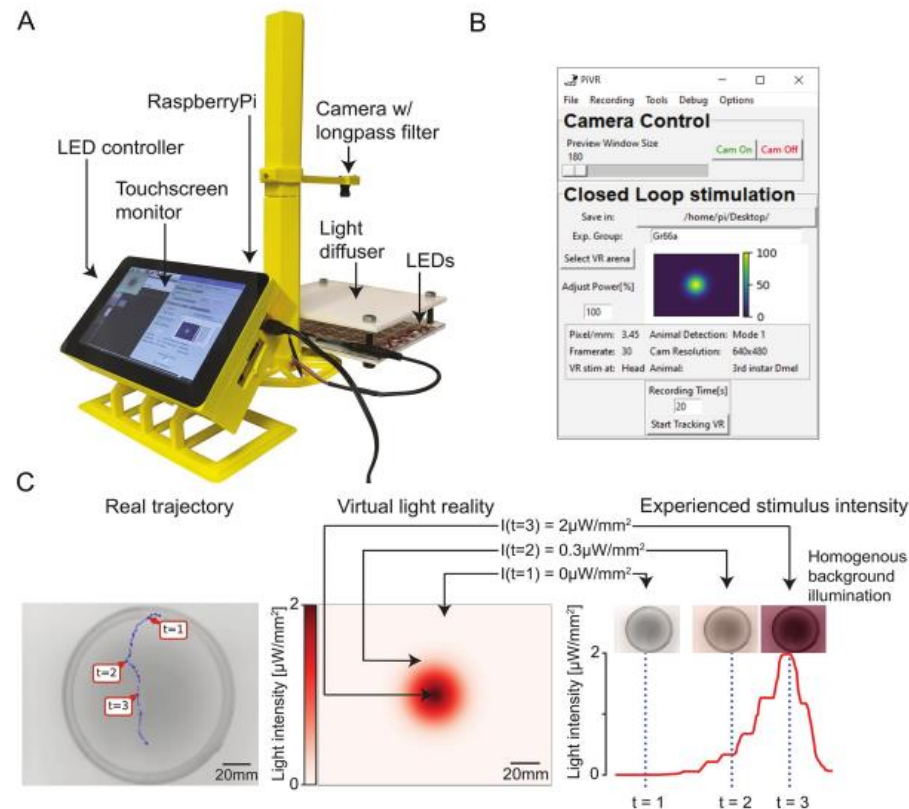 A
RaspberryPi
LED controller
Touchscreen
monitor
Camera w/
longpass filter
Light
diffuser
LEDs
B
PiVR
File Recording Tools Debug Options
Camera Control
Preview Window Size
180
Cam On Cam Off
Closed Loop stimulation
Save in: /home/pi/Desktop/
Exp. Group: Gr66a
Select VR arena
Adjust Power[%]
100
100
50
0
Pixel/mm: 3.45 Animal Detection: Mode 1
Framerate: 30 Cam Resolution: 640x480
VR stim at: Head Animal: 3rd instar Dmel
Recording Time[s]
20
Start Tracking VR
C
Real trajectory
Virtual light reality
Experienced stimulus intensity
I(t=3) = 2µW/mm²
I(t=2) = 0.3µW/mm²
I(t=1) = 0µW/mm²
Homogenous
background
illumination
t=1
t=2
t=3
20mm
2
0
Light intensity [µW/mm²]
20mm
2
0
Light intensity [µW/mm²]
t = 1 t = 2 t = 3